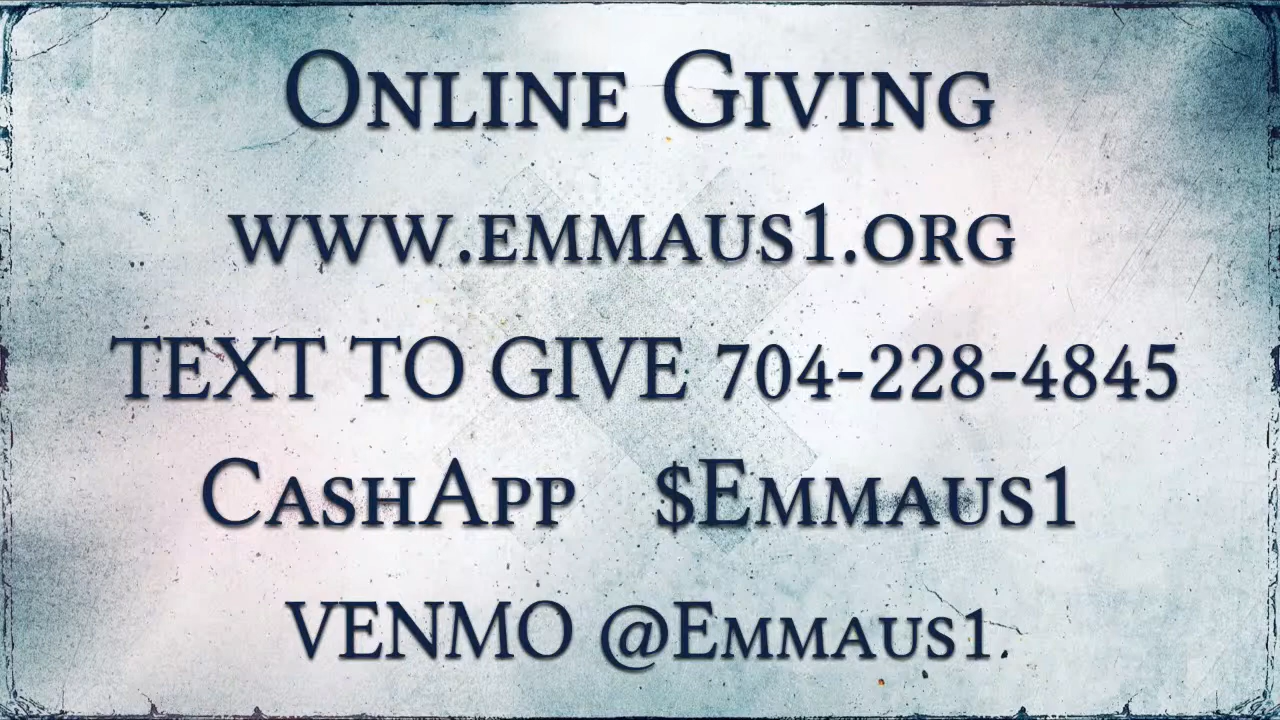 Online Giving
www.emmaus1.org
TEXT TO GIVE 704-228-4845
CashApp $Emmaus1
VENMO @Emmaus1